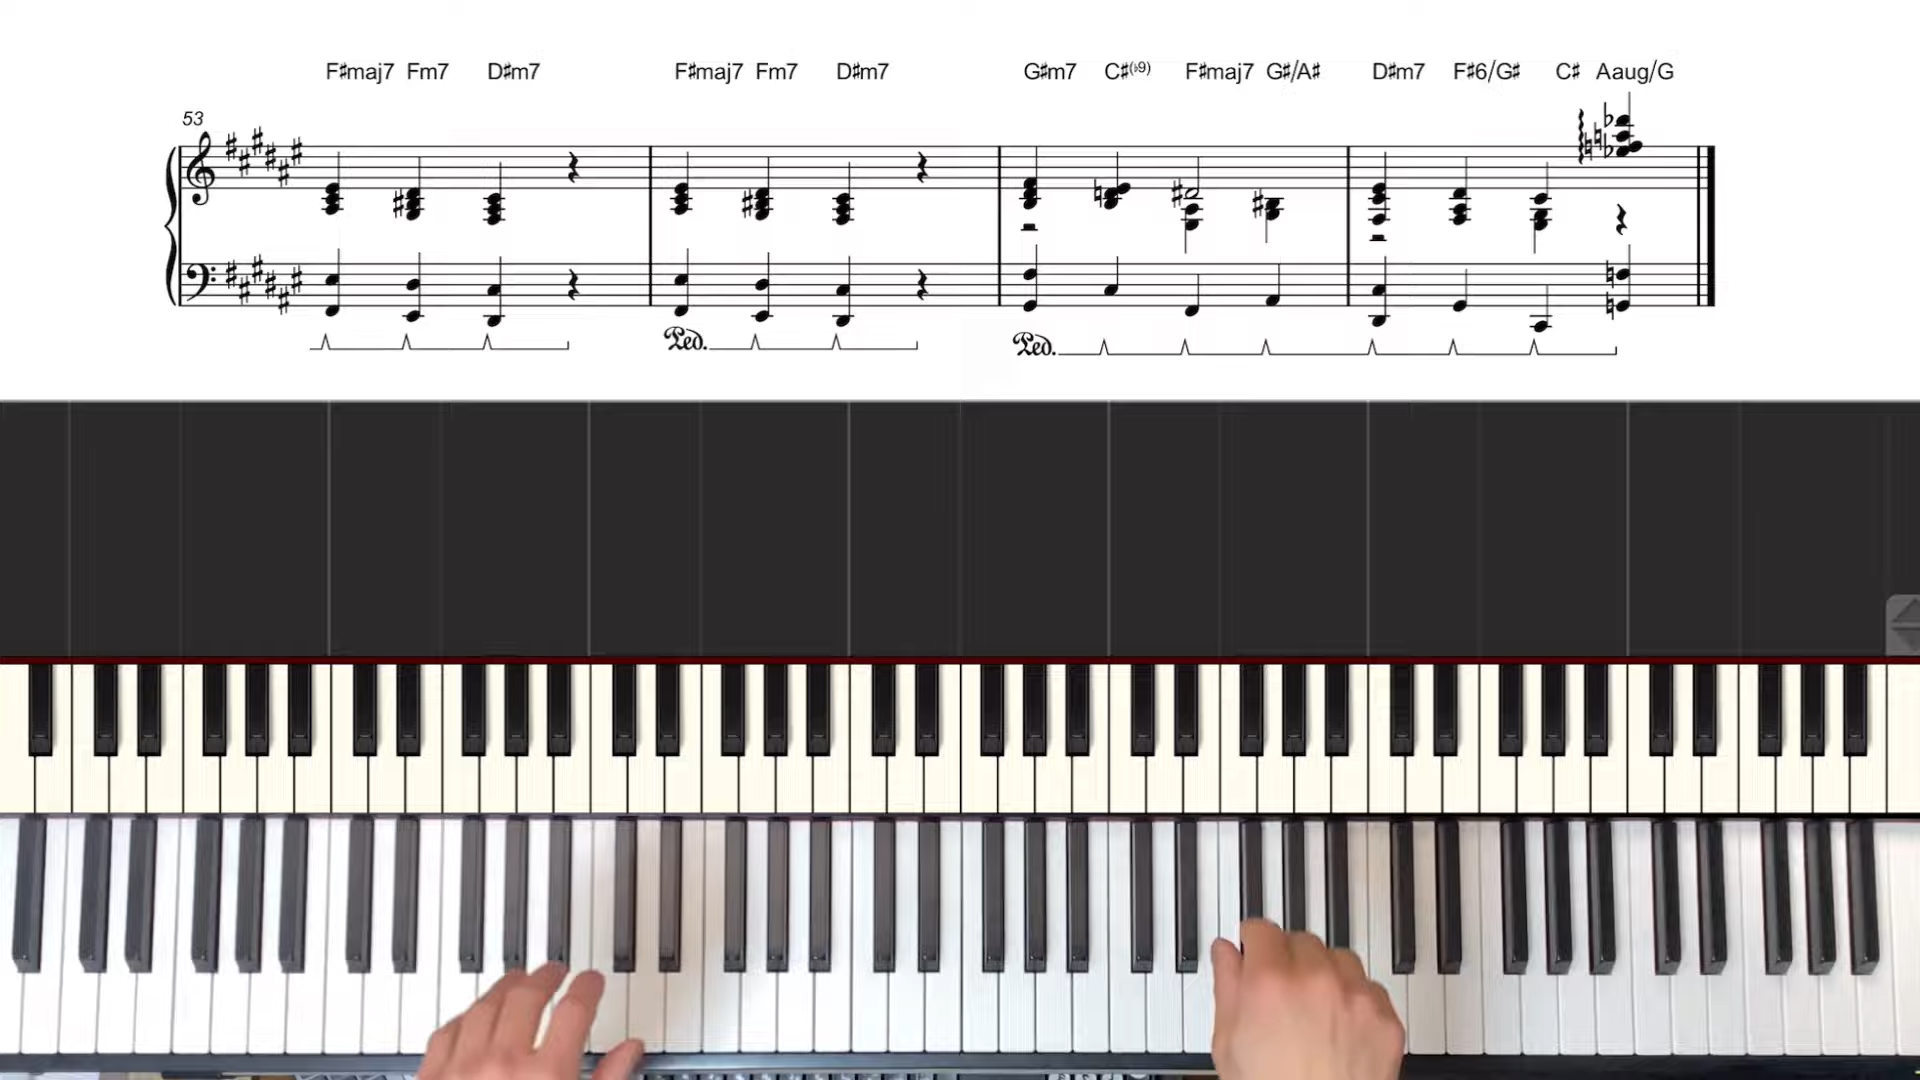 F♯maj7 Fm7 D♯m7 F♯maj7 Fm7 D♯m7 G♯m7 C♯(♭9) F♯maj7 G♯/A♯ D♯m7 F♯6/G♯ C♯ Aaug/G
53
Ped. Ped.